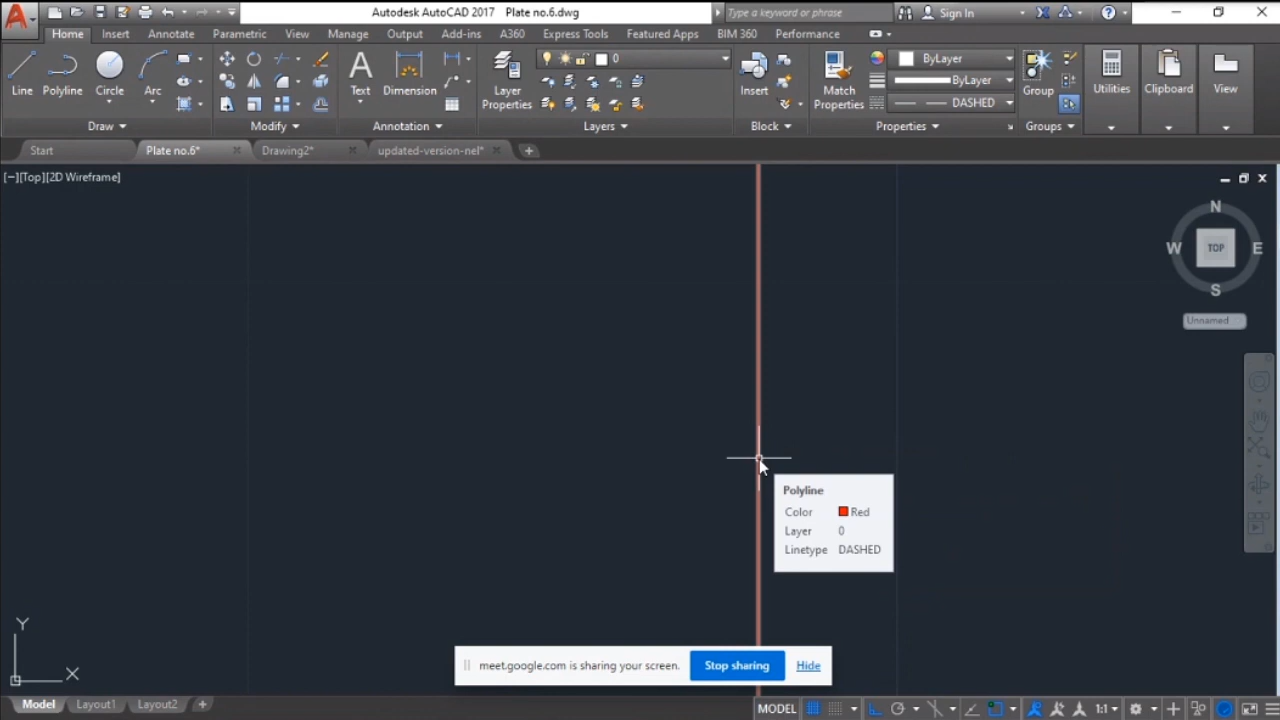 Autodesk AutoCAD 2017 Plate no.6.dwg
Type a keyword or phrase
Sign In
Home Insert Annotate Parametric View Manage Output Add-ins A360 Express Tools Featured Apps BIM 360 Performance
0
ByLayer
ByLayer
DASHED
Line Polyline Circle Arc Text Dimension Layer Properties Insert Match Properties Group Utilities Clipboard View
Draw Modify Annotation Layers Block Properties Groups
Start Plate no.6* Drawing2* updated-version-nel*
[−][Top][2D Wireframe]
N
W TOP E
S
Unnamed
Polyline
Color Red
Layer 0
Linetype DASHED
Y
X
meet.google.com is sharing your screen. Stop sharing Hide
Model Layout1 Layout2 MODEL 1:1